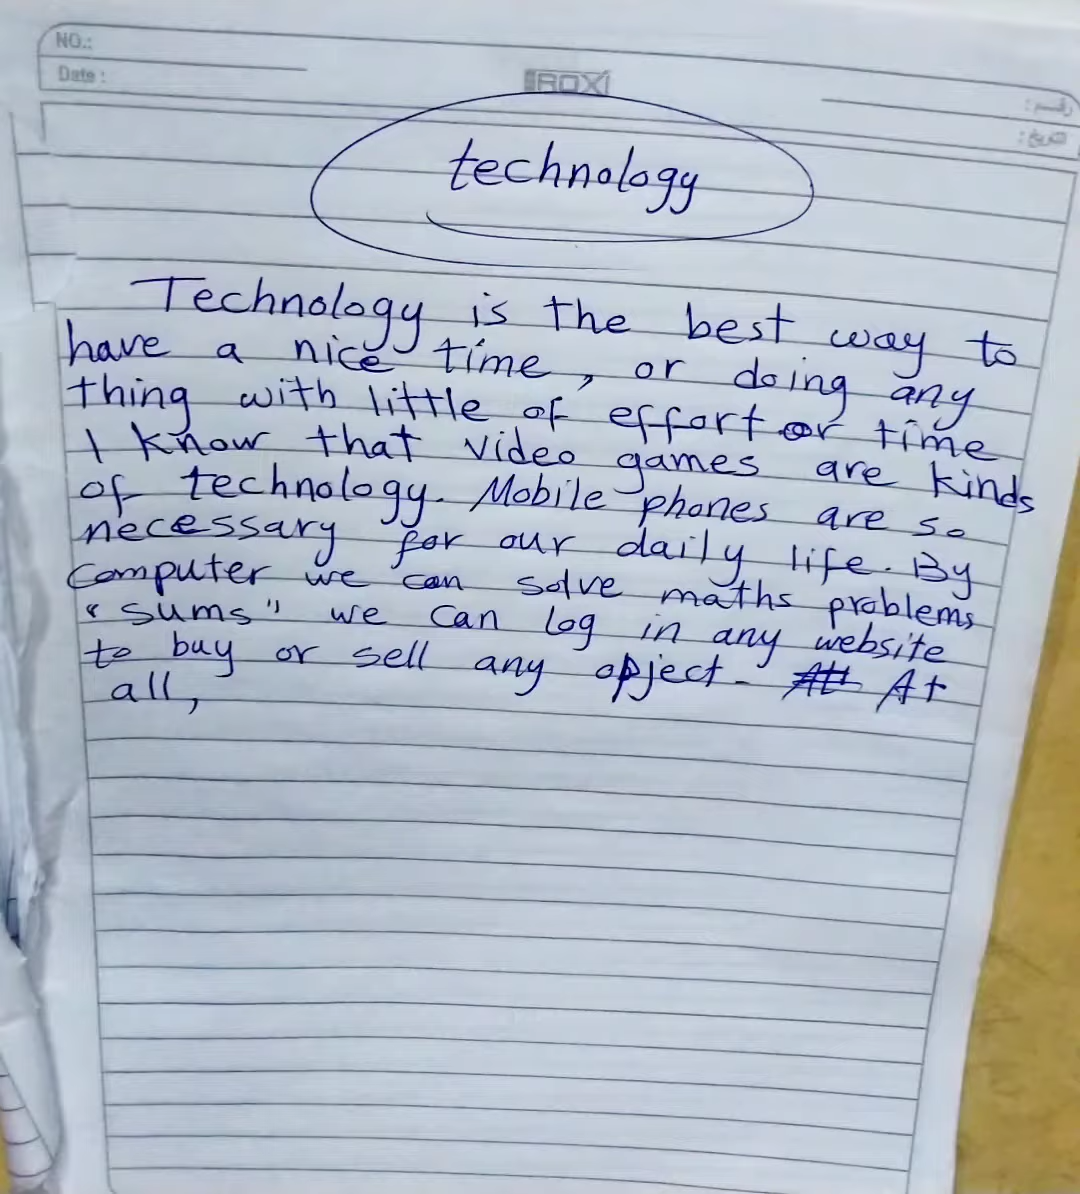 NO.:
Date:
ROXI
رقم:
التاريخ:
technology
Technology is the best way to
have a nice time, or doing any
thing with little of effort or time
I know that video games are kinds
of technology. Mobile phones are so
necessary for our daily life. By
Computer we can solve maths problems
"sums" we can log in any website
to buy or sell any opject. At
all,